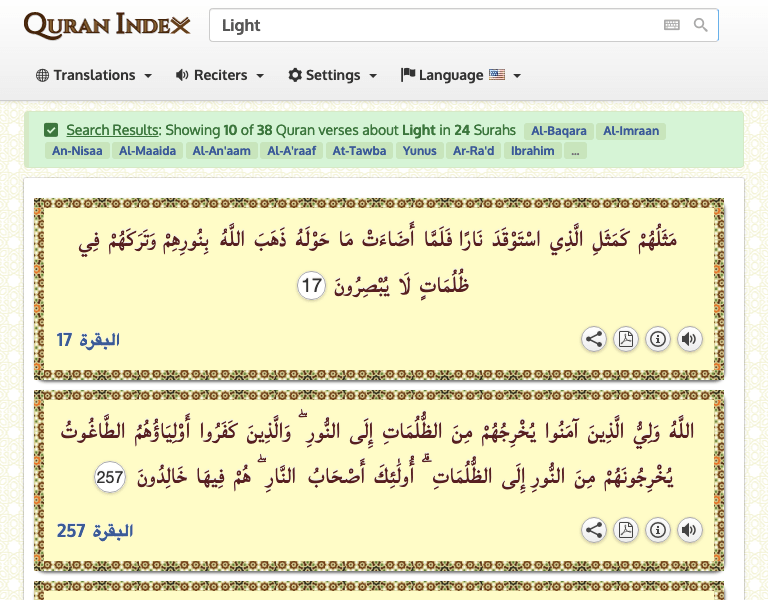 QURAN INDEX
Light
Translations Reciters Settings Language
Search Results: Showing 10 of 38 Quran verses about Light in 24 Surahs Al-Baqara Al-Imraan
An-Nisaa Al-Maaida Al-An'aam Al-A'raaf At-Tawba Yunus Ar-Ra'd Ibrahim ...
مَثَلُهُمْ كَمَثَلِ الَّذِي اسْتَوْقَدَ نَارًا فَلَمَّا أَضَاءَتْ مَا حَوْلَهُ ذَهَبَ اللَّهُ بِنُورِهِمْ وَتَرَكَهُمْ فِي
ظُلُمَاتٍ لَا يُبْصِرُونَ 17
البقرة 17
اللَّهُ وَلِيُّ الَّذِينَ آمَنُوا يُخْرِجُهُمْ مِنَ الظُّلُمَاتِ إِلَى النُّورِ ۖ وَالَّذِينَ كَفَرُوا أَوْلِيَاؤُهُمُ الطَّاغُوتُ
يُخْرِجُونَهُمْ مِنَ النُّورِ إِلَى الظُّلُمَاتِ ۗ أُولَٰئِكَ أَصْحَابُ النَّارِ ۖ هُمْ فِيهَا خَالِدُونَ 257
البقرة 257